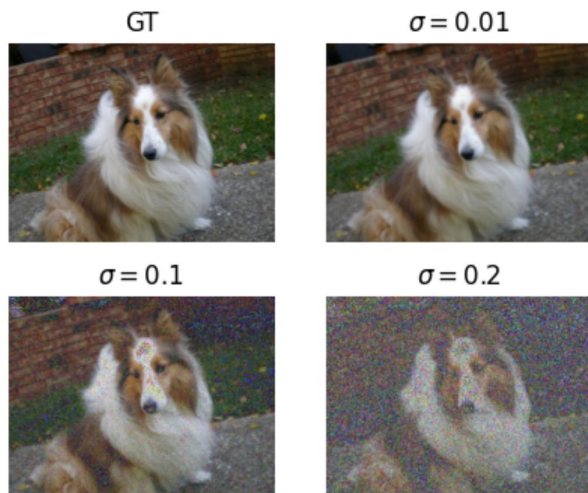 GT
σ = 0.01
σ = 0.1
σ = 0.2